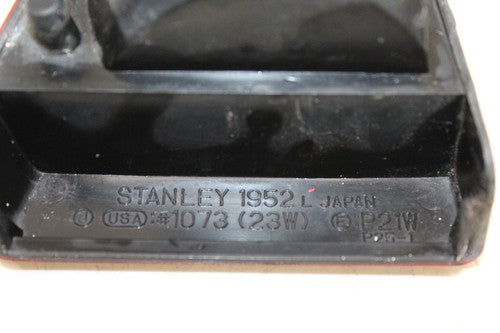 STANLEY 1952 L JAPAN
J USA :#1073 (23W) E P21W